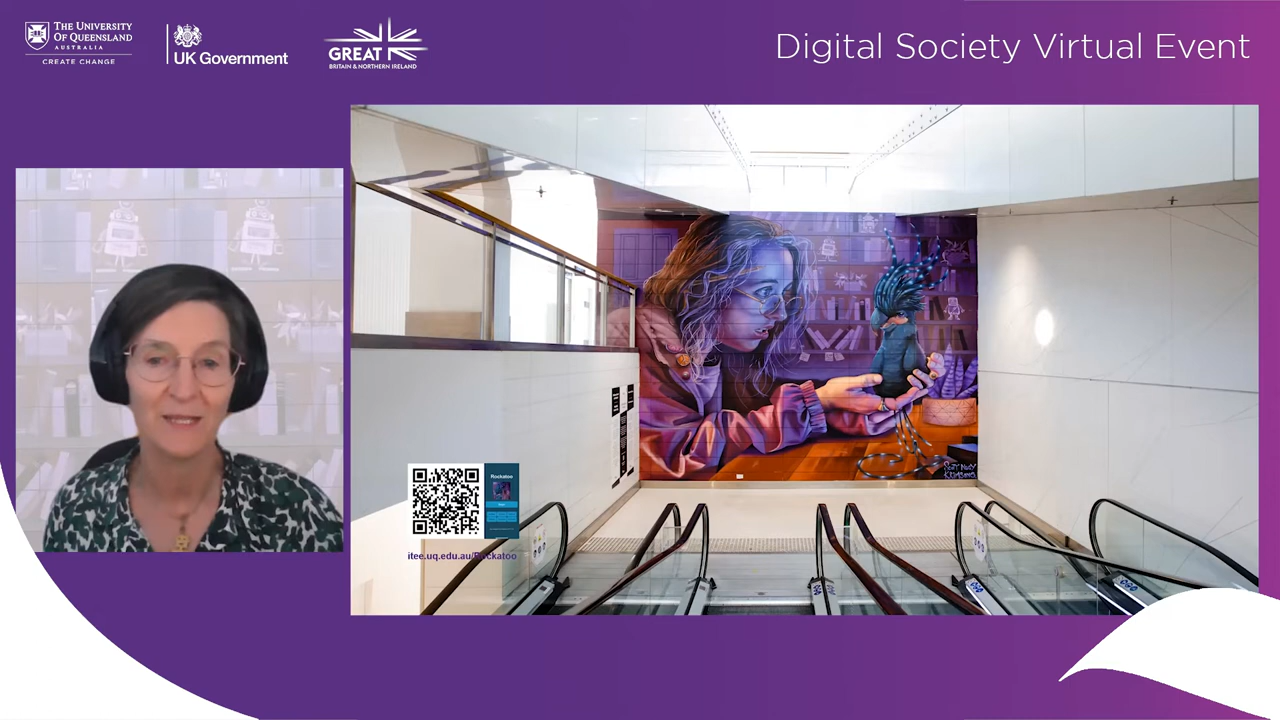 THE UNIVERSITY
OF QUEENSLAND
AUSTRALIA
CREATE CHANGE
UK Government
GREAT
BRITAIN & NORTHERN IRELAND
Digital Society Virtual Event
Rockatoo
itee.uq.edu.au/Rockatoo